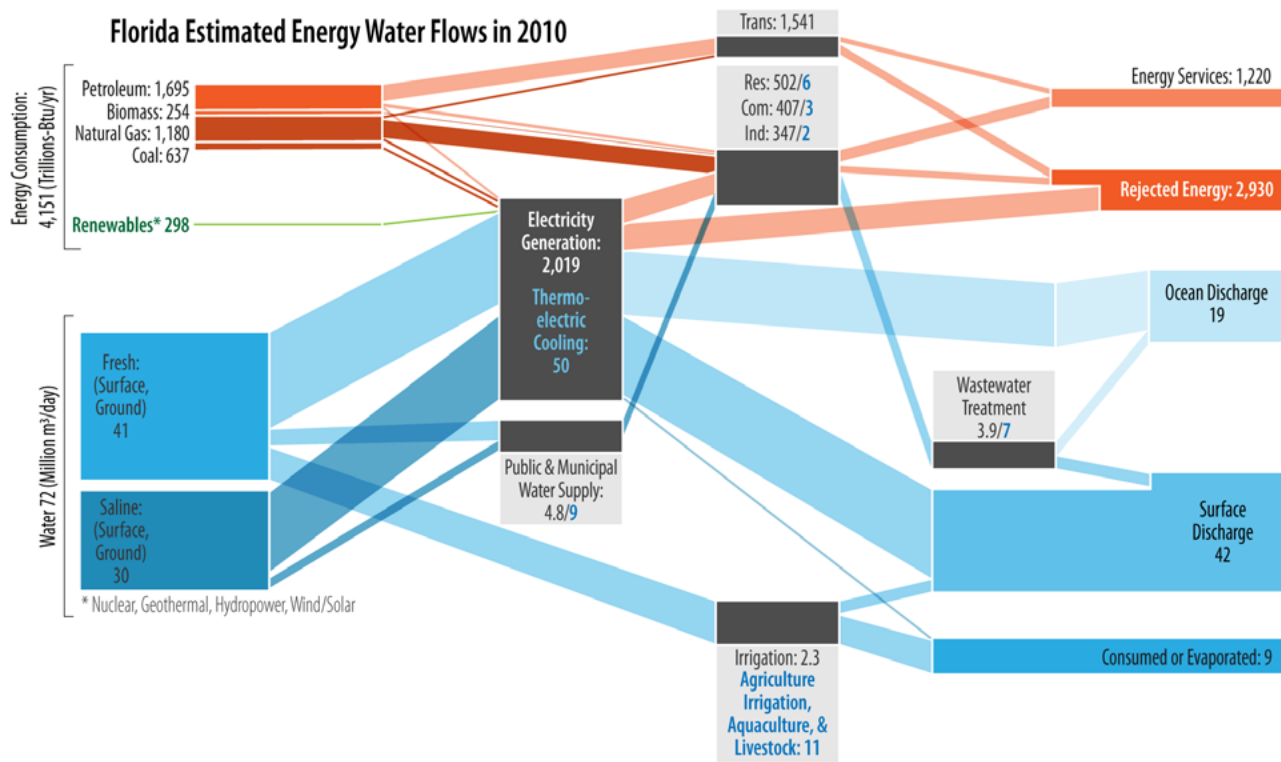 Florida Estimated Energy Water Flows in 2010
Energy Consumption:
4,151 (Trillions-Btu/yr)
Petroleum: 1,695
Biomass: 254
Natural Gas: 1,180
Coal: 637
Renewables* 298
Water 72 (Million m³/day)
Fresh:
(Surface,
Ground)
41
Saline:
(Surface,
Ground)
30
* Nuclear, Geothermal, Hydropower, Wind/Solar
Electricity
Generation:
2,019
Thermo-
electric
Cooling:
50
Public & Municipal
Water Supply:
4.8/9
Trans: 1,541
Res: 502/6
Com: 407/3
Ind: 347/2
Irrigation: 2.3
Agriculture
Irrigation,
Aquaculture, &
Livestock: 11
Wastewater
Treatment
3.9/7
Energy Services: 1,220
Rejected Energy: 2,930
Ocean Discharge
19
Surface
Discharge
42
Consumed or Evaporated: 9